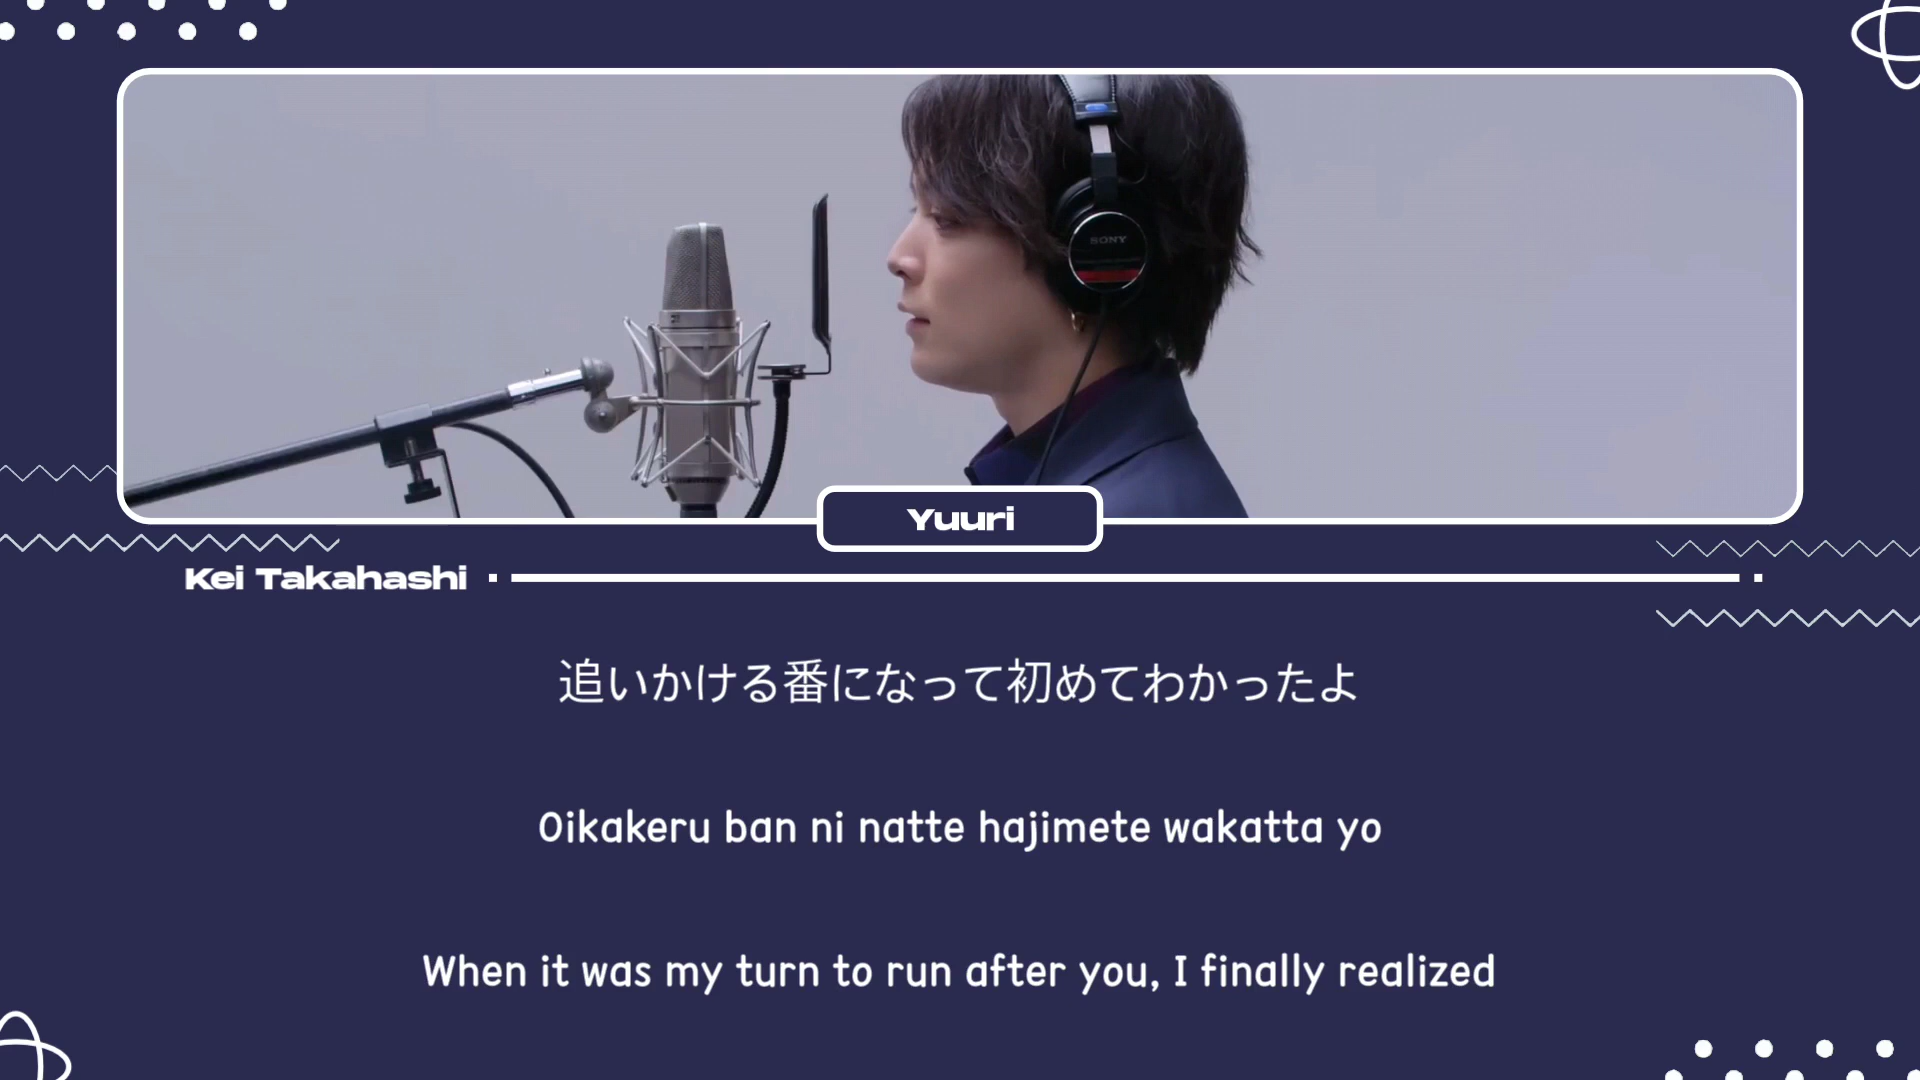 SONY
Yuuri
Kei Takahashi
追いかける番になって初めてわかったよ
Oikakeru ban ni natte hajimete wakatta yo
When it was my turn to run after you, I finally realized